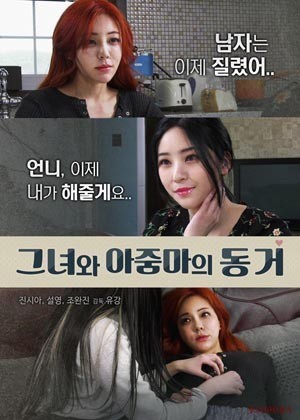 남자는
이제 질렸어..
언니, 이제
내가 해줄게요..
그녀와 아줌마의 동거
진시아, 설영, 조완진 감독 유강